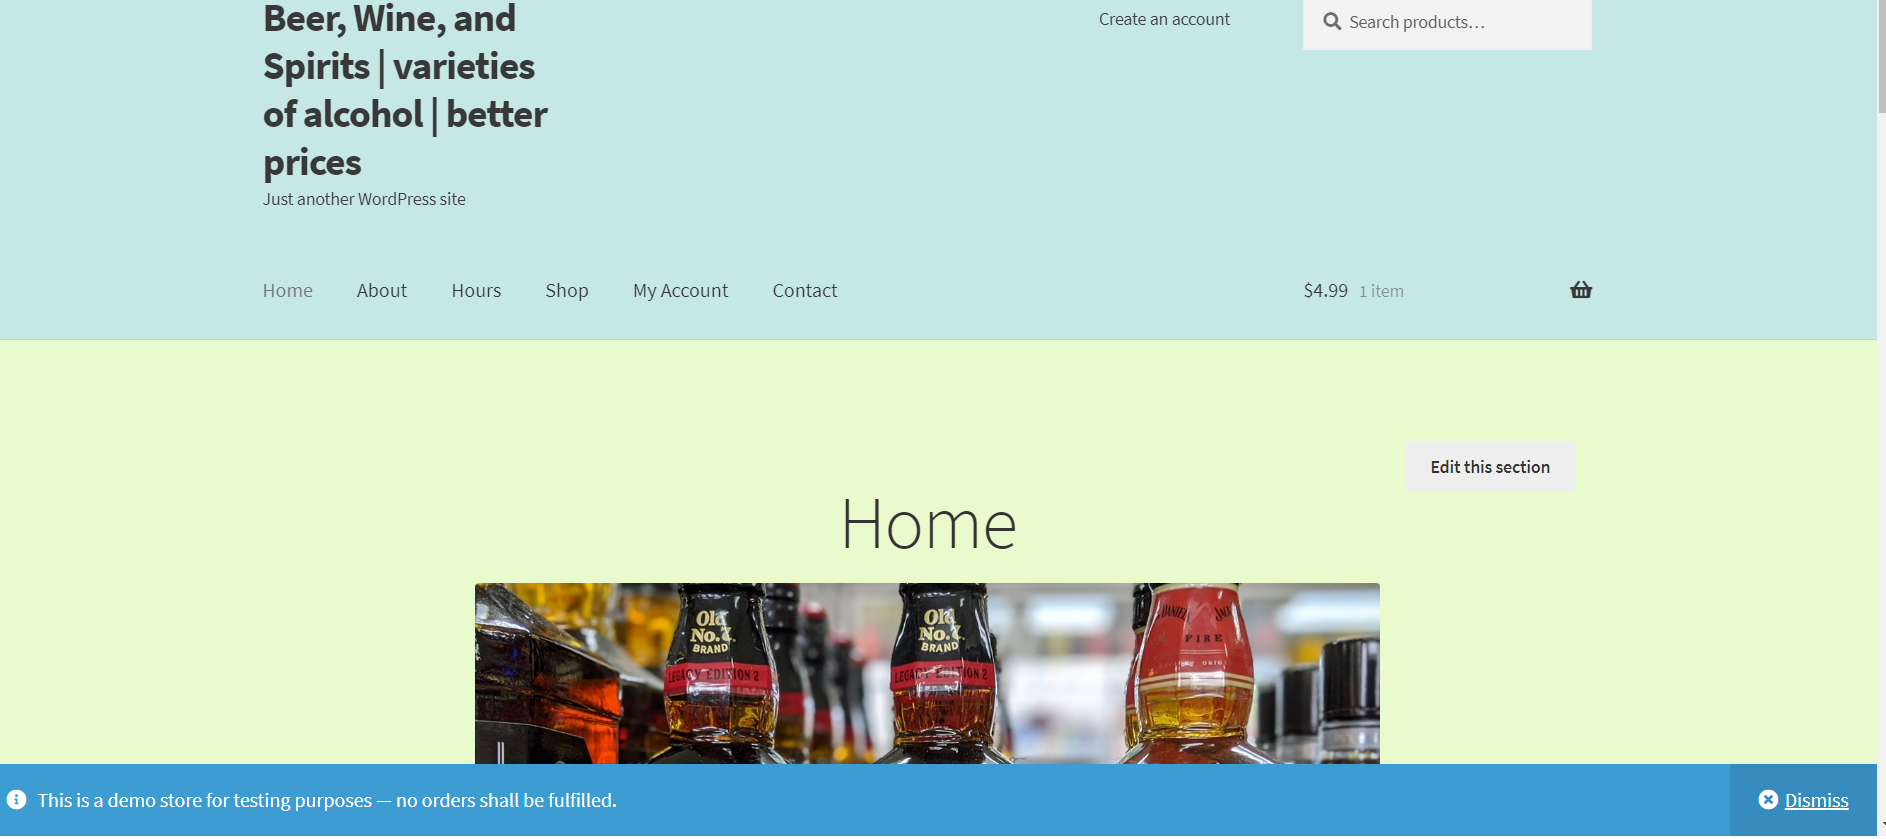 Beer, Wine, and
Spirits | varieties
of alcohol | better
prices
Just another WordPress site
Create an account
Search products…
Home
About
Hours
Shop
My Account
Contact
$4.99 1 item
Edit this section
Home
Old
No.7
BRAND
LEGACY EDITION 2
Old
No.7
BRAND
LEGACY EDITION 2
DANIEL JACK
FIRE
This is a demo store for testing purposes — no orders shall be fulfilled.
Dismiss